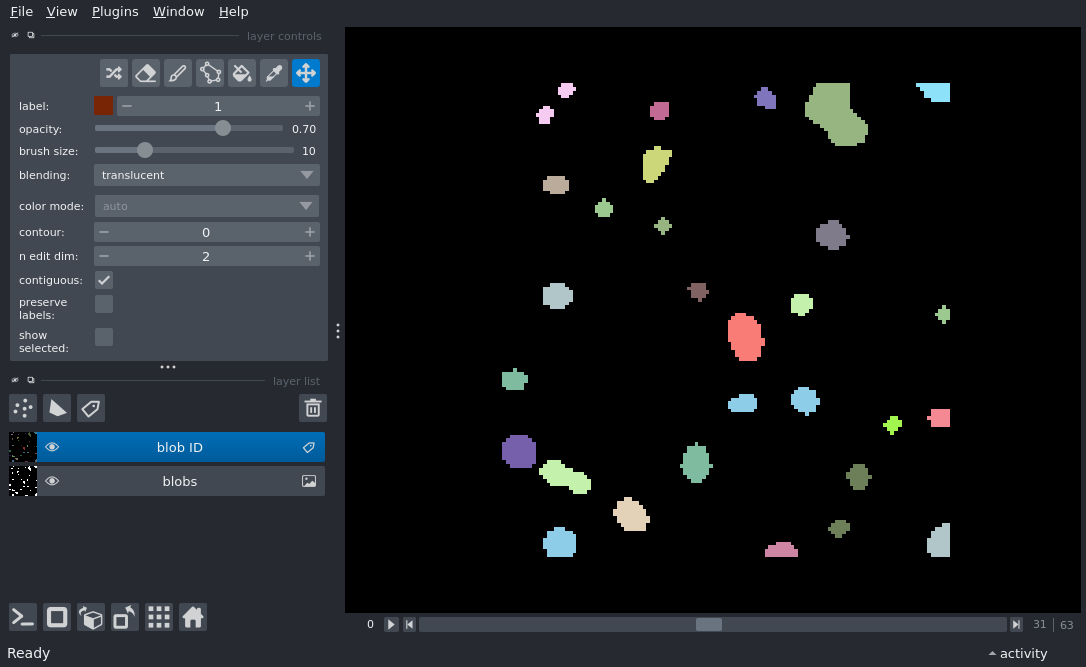 File View Plugins Window Help
layer controls
label: 1
opacity: 0.70
brush size: 10
blending: translucent
color mode: auto
contour: 0
n edit dim: 2
contiguous:
preserve
labels:
show
selected:
layer list
blob ID
blobs
0 31 | 63
Ready activity